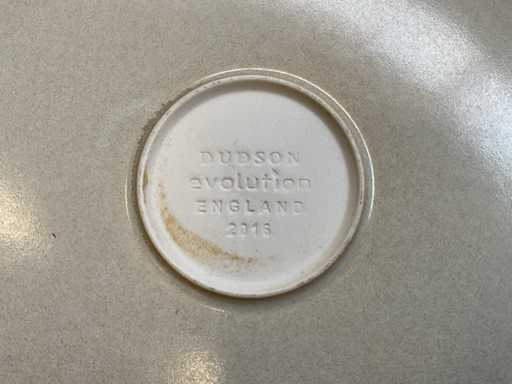 DUDSON
evolution
ENGLAND
2016